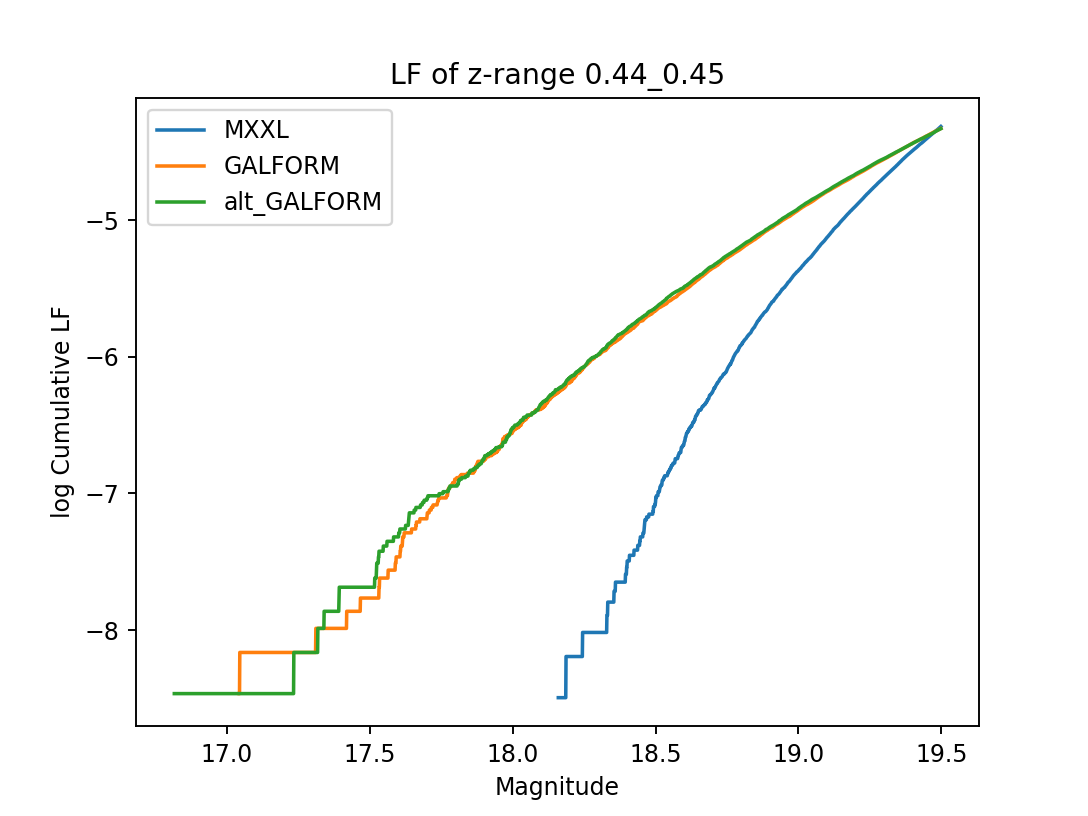 LF of z-range 0.44_0.45
MXXL
GALFORM
alt_GALFORM
log Cumulative LF
−5
−6
−7
−8
17.0 17.5 18.0 18.5 19.0 19.5
Magnitude